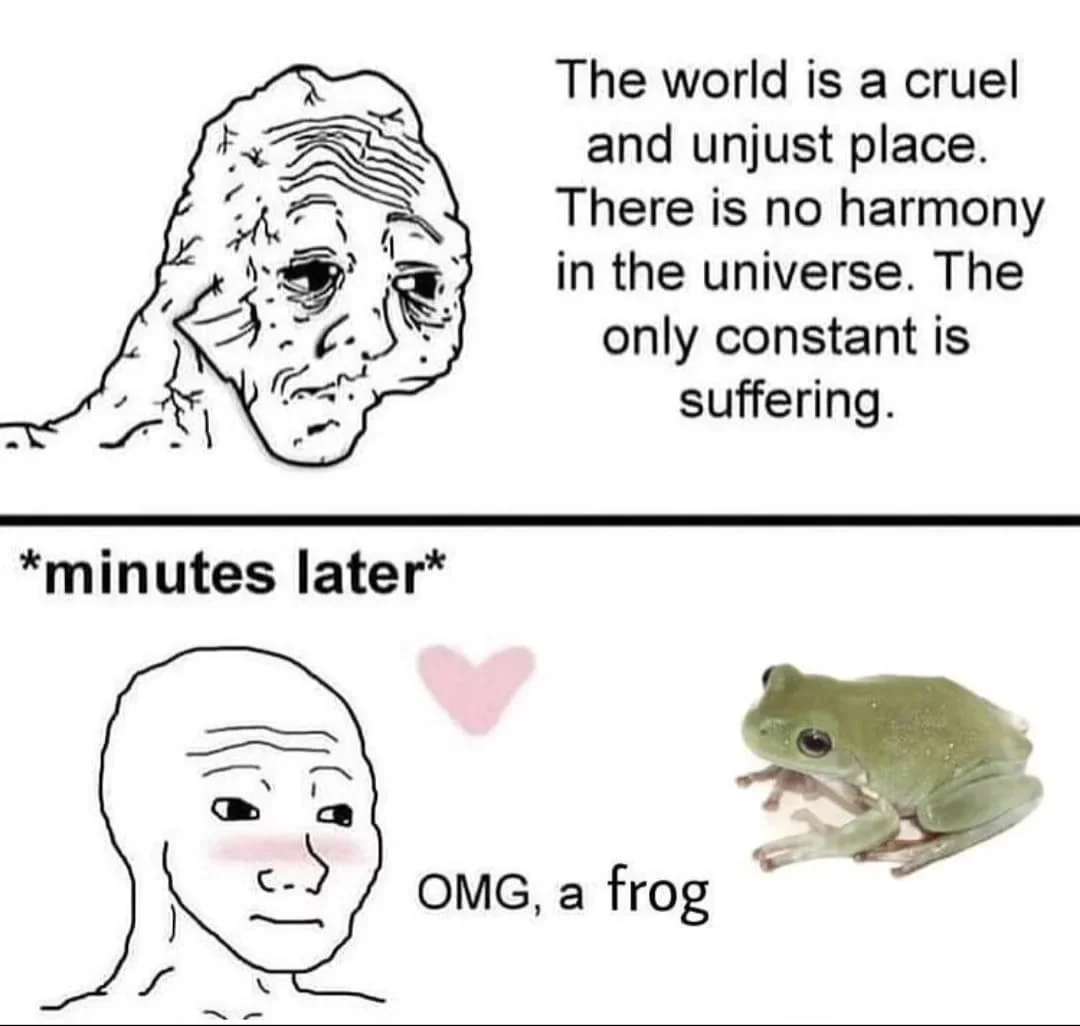 The world is a cruel
and unjust place.
There is no harmony
in the universe. The
only constant is
suffering.
*minutes later*
OMG, a frog